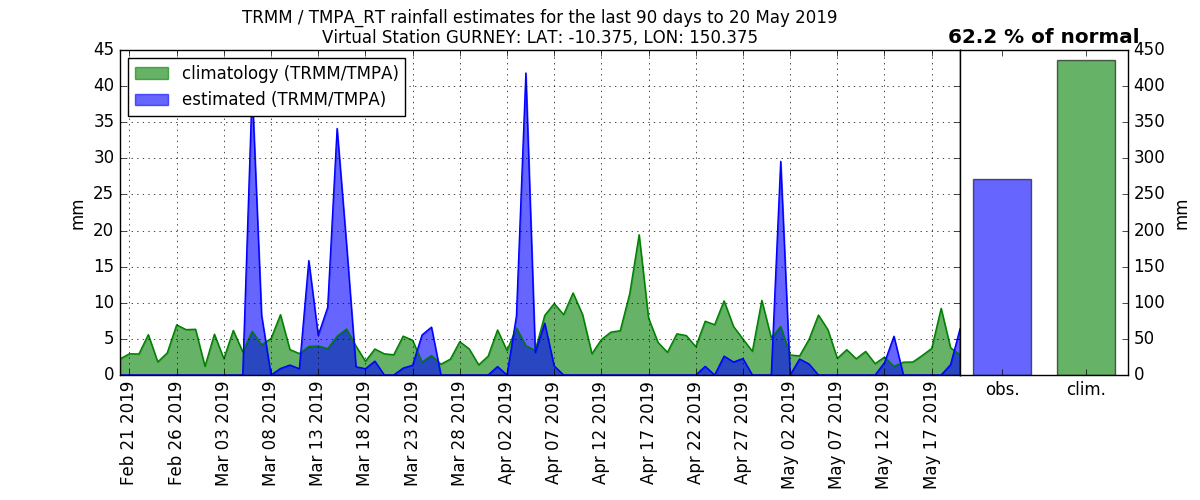 TRMM / TMPA_RT rainfall estimates for the last 90 days to 20 May 2019
Virtual Station GURNEY: LAT: -10.375, LON: 150.375
62.2 % of normal
climatology (TRMM/TMPA)
estimated (TRMM/TMPA)
mm
45
40
35
30
25
20
15
10
5
0
Feb 21 2019
Feb 26 2019
Mar 03 2019
Mar 08 2019
Mar 13 2019
Mar 18 2019
Mar 23 2019
Mar 28 2019
Apr 02 2019
Apr 07 2019
Apr 12 2019
Apr 17 2019
Apr 22 2019
Apr 27 2019
May 02 2019
May 07 2019
May 12 2019
May 17 2019
obs.
clim.
450
400
350
300
250
200
150
100
50
0
mm